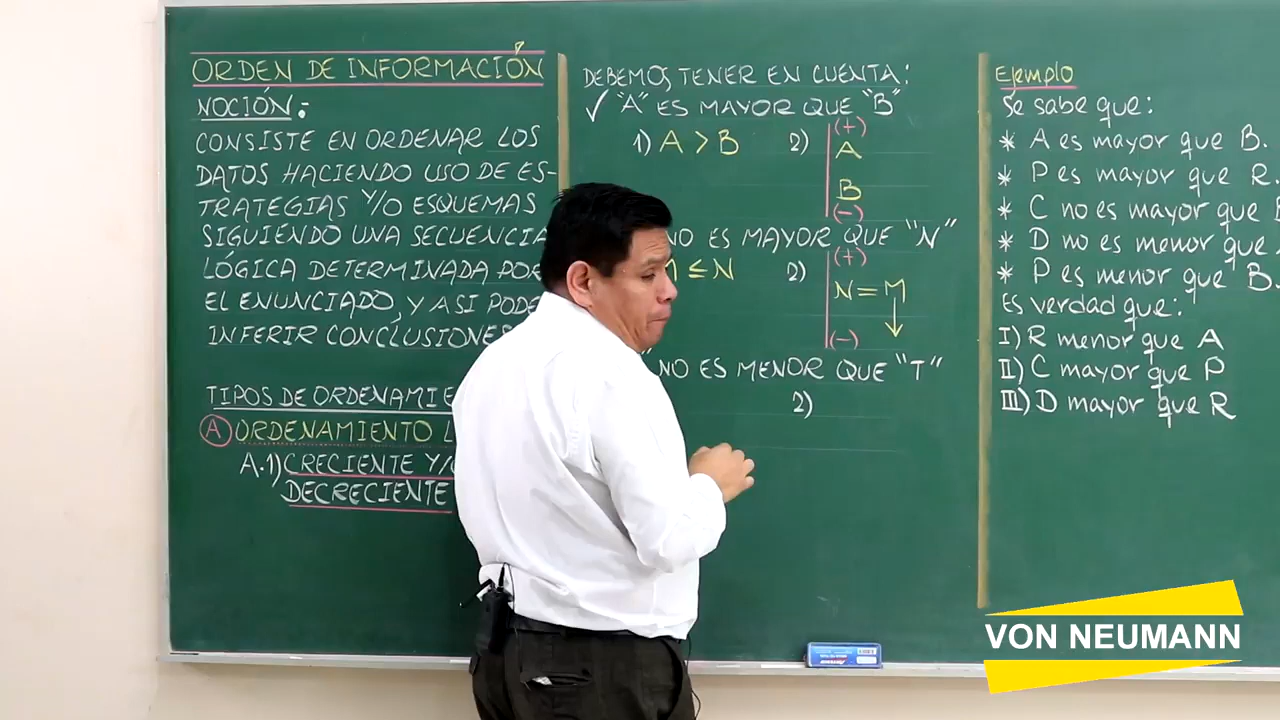 ORDEN DE INFORMACIÓN
NOCIÓN:
CONSISTE EN ORDENAR LOS
DATOS HACIENDO USO DE ES-
TRATEGIAS Y/O ESQUEMAS
SIGUIENDO UNA SECUENCIA
LÓGICA DETERMINADA POR
EL ENUNCIADO, Y ASI PODE
INFERIR CONCLUSIONES
TIPOS DE ORDENAMIE
A ORDENAMIENTO L
A.1) CRECIENTE Y/
DECRECIENTE
DEBEMOS TENER EN CUENTA:
✓ "A" ES MAYOR QUE "B"
1) A > B 2) (+)
A
B
(-)
NO ES MAYOR QUE "N"
M ≤ N 2) (+)
N = M
(-)
NO ES MENOR QUE "T"
2)
Ejemplo
Se sabe que:
* A es mayor que B.
* P es mayor que R.
* C no es mayor que
* D no es menor que
* P es menor que B.
Es verdad que:
I) R menor que A
II) C mayor que P
III) D mayor que R
VON NEUMANN